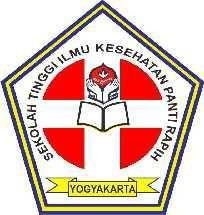 SEKOLAH TINGGI ILMU KESEHATAN PANTI RAPIH
YOGYAKARTA